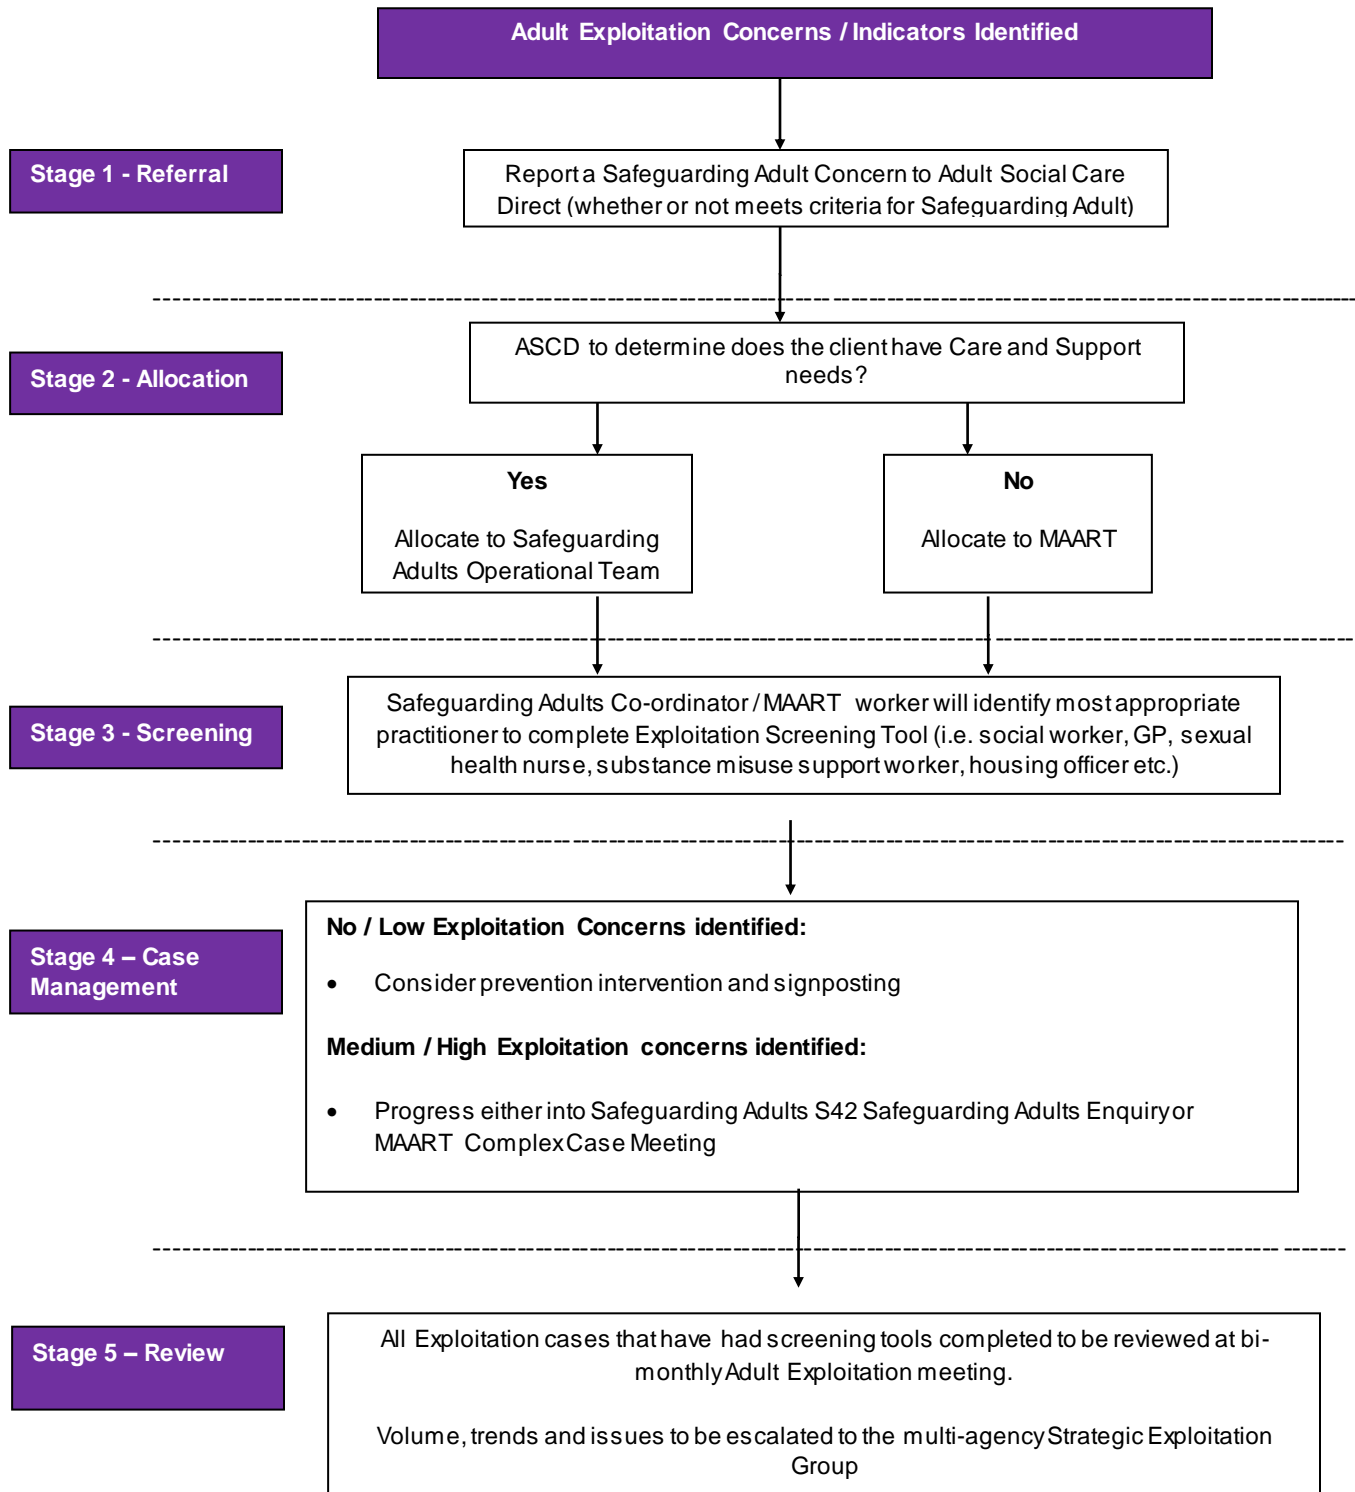 Adult Exploitation Concerns / Indicators Identified
Stage 1 - Referral
Report a Safeguarding Adult Concern to Adult Social Care
Direct (whether or not meets criteria for Safeguarding Adult)
Stage 2 - Allocation
ASCD to determine does the client have Care and Support
needs?
Yes
Allocate to Safeguarding
Adults Operational Team
No
Allocate to MAART
Stage 3 - Screening
Safeguarding Adults Co-ordinator / MAART worker will identify most appropriate
practitioner to complete Exploitation Screening Tool (i.e. social worker, GP, sexual
health nurse, substance misuse support worker, housing officer etc.)
Stage 4 – Case
Management
No / Low Exploitation Concerns identified:
• Consider prevention intervention and signposting
Medium / High Exploitation concerns identified:
• Progress either into Safeguarding Adults S42 Safeguarding Adults Enquiry or
MAART Complex Case Meeting
Stage 5 – Review
All Exploitation cases that have had screening tools completed to be reviewed at bi-
monthly Adult Exploitation meeting.
Volume, trends and issues to be escalated to the multi-agency Strategic Exploitation
Group